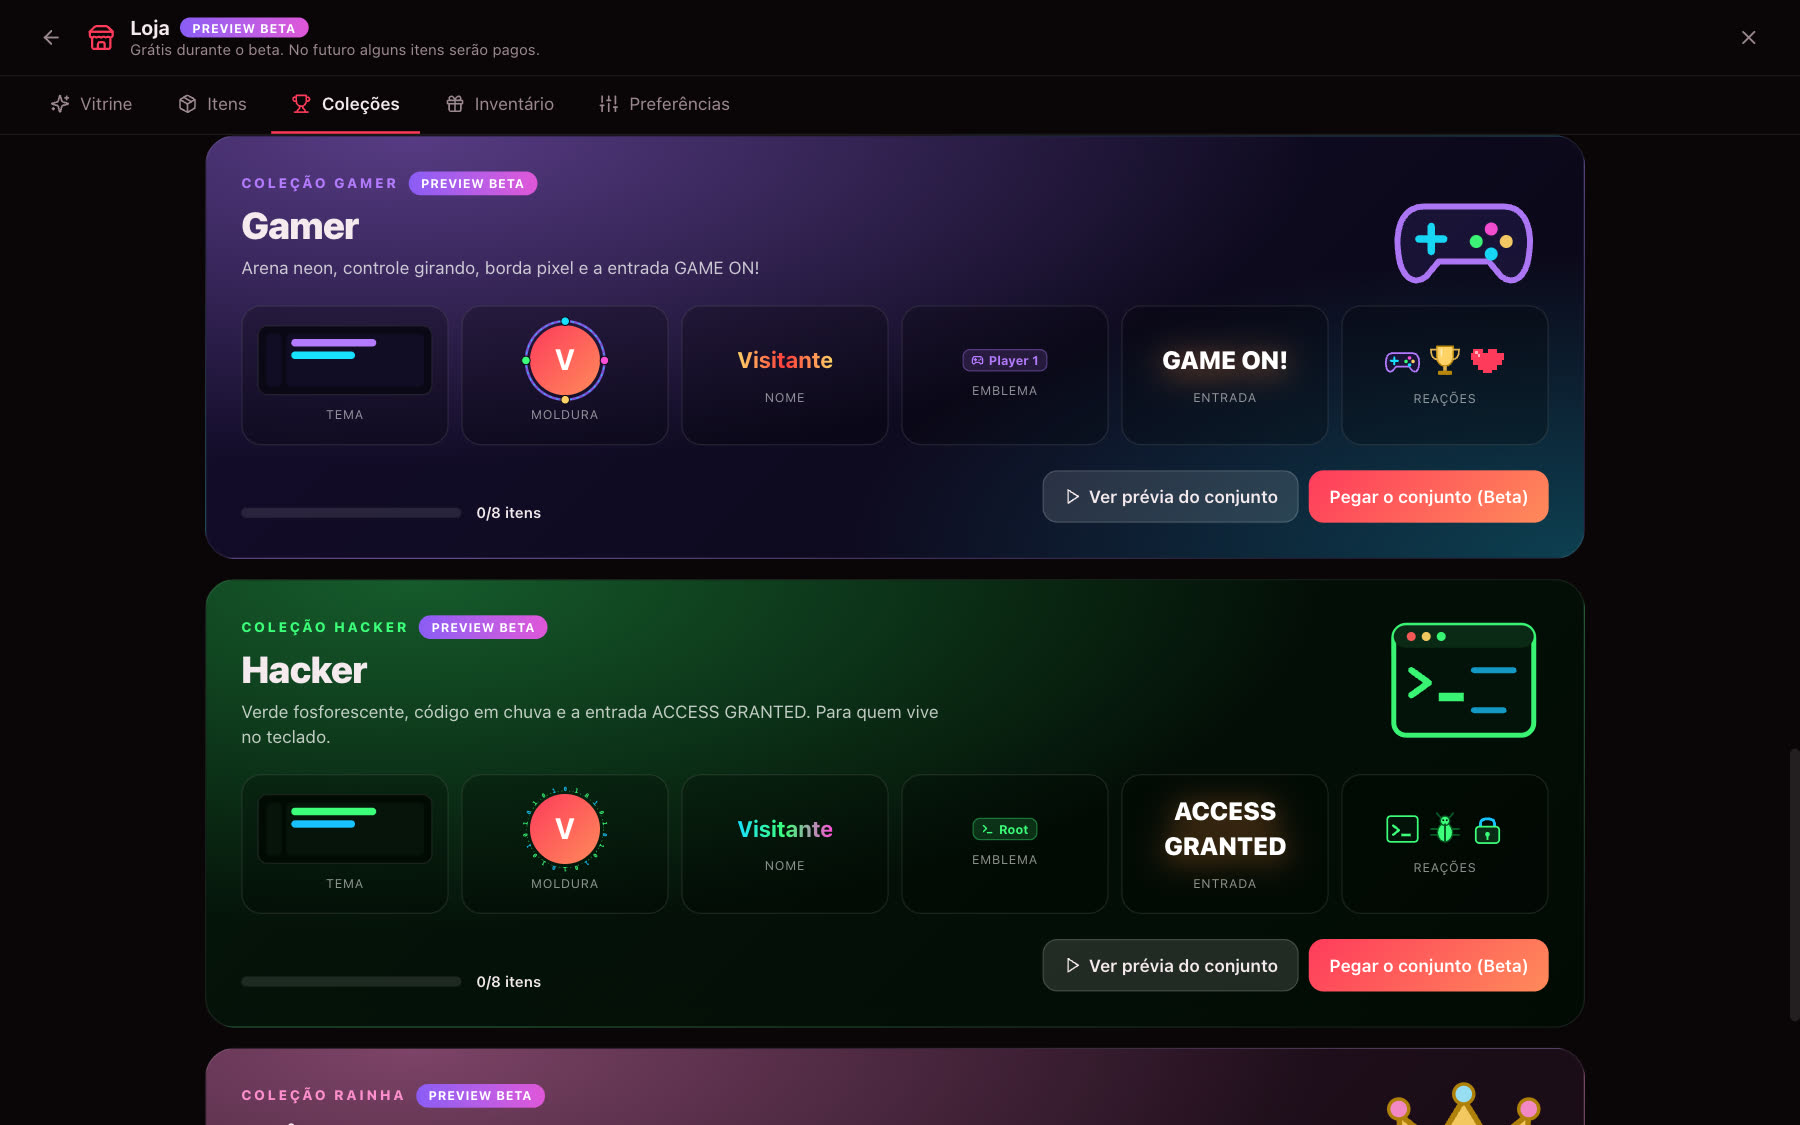 Loja PREVIEW BETA
Grátis durante o beta. No futuro alguns itens serão pagos.
Vitrine Itens Coleções Inventário Preferências
COLEÇÃO GAMER PREVIEW BETA
Gamer
Arena neon, controle girando, borda pixel e a entrada GAME ON!
V Visitante Player 1 GAME ON!
TEMA MOLDURA NOME EMBLEMA ENTRADA REAÇÕES
0/8 itens Ver prévia do conjunto Pegar o conjunto (Beta)
COLEÇÃO HACKER PREVIEW BETA
Hacker
Verde fosforescente, código em chuva e a entrada ACCESS GRANTED. Para quem vive
no teclado.
V Visitante Root ACCESS
GRANTED
TEMA MOLDURA NOME EMBLEMA ENTRADA REAÇÕES
0/8 itens Ver prévia do conjunto Pegar o conjunto (Beta)
COLEÇÃO RAINHA PREVIEW BETA